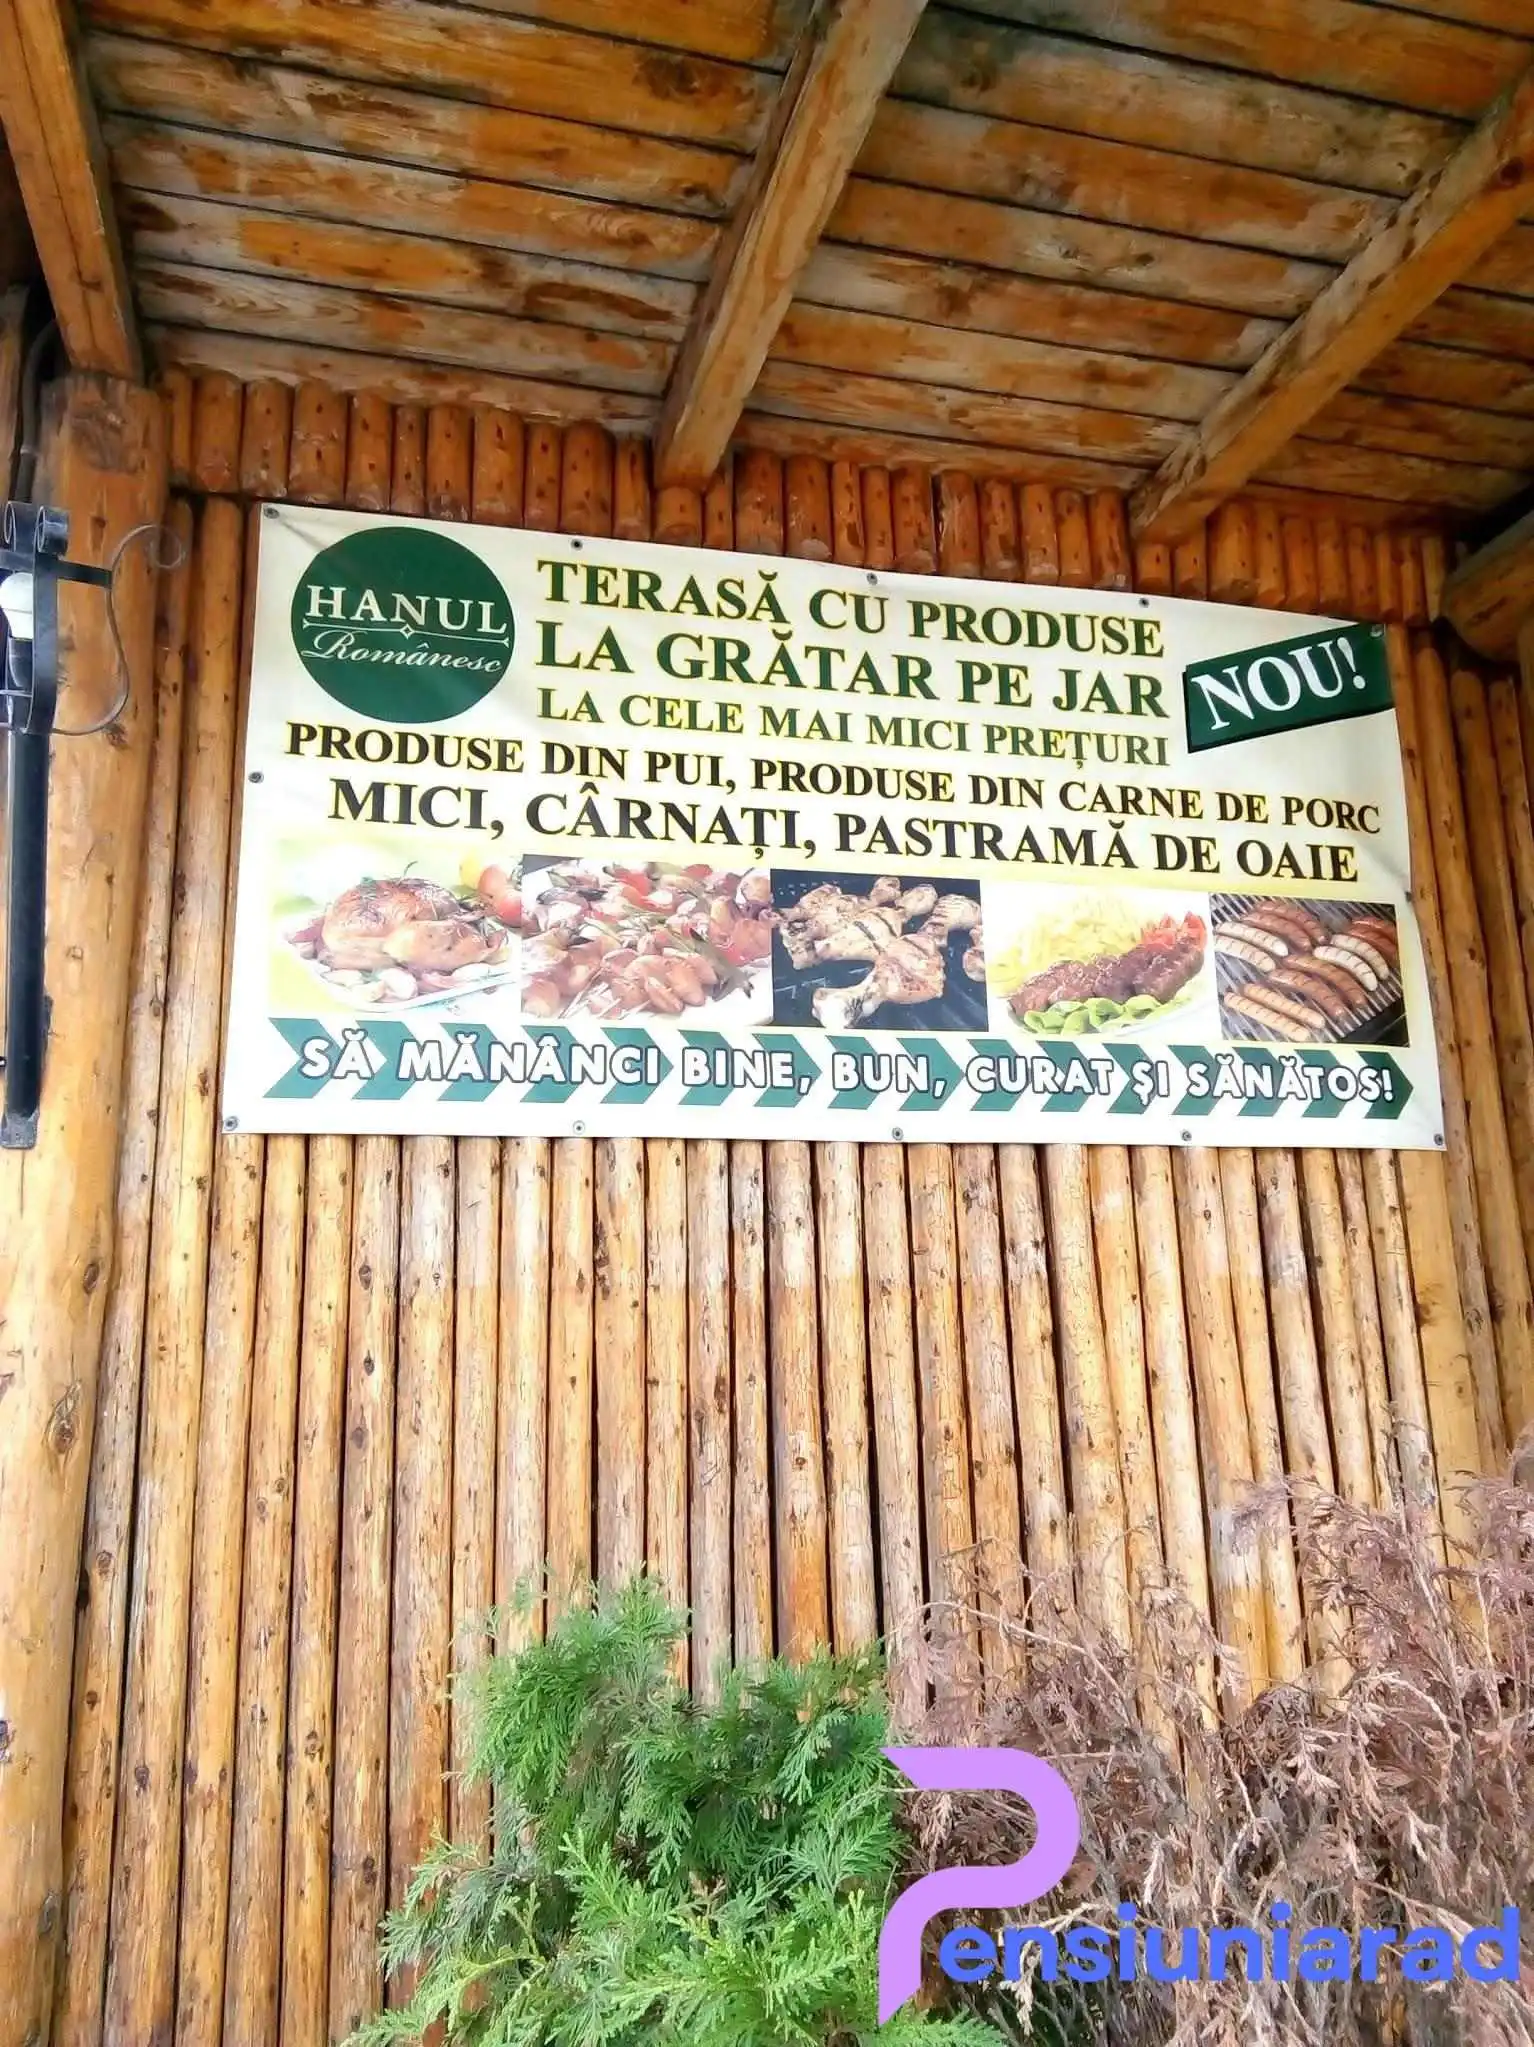 HANUL
Românesc
TERASĂ CU PRODUSE
LA GRĂTAR PE JAR
LA CELE MAI MICI PREȚURI
NOU!
PRODUSE DIN PUI, PRODUSE DIN CARNE DE PORC
MICI, CÂRNAȚI, PASTRAMĂ DE OAIE
SĂ MĂNÂNCI BINE, BUN, CURAT ȘI SĂNĂTOS!
Pensiuniarad